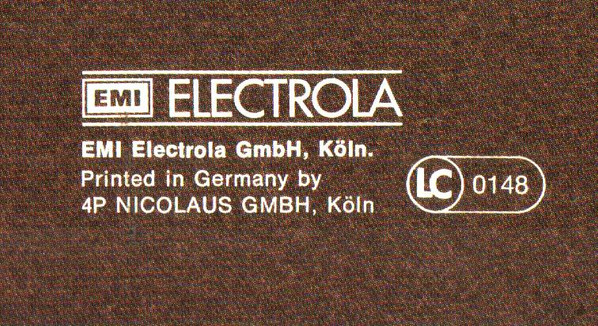 EMI ELECTROLA
EMI Electrola GmbH, Köln.
Printed in Germany by
4P NICOLAUS GMBH, Köln
LC 0148